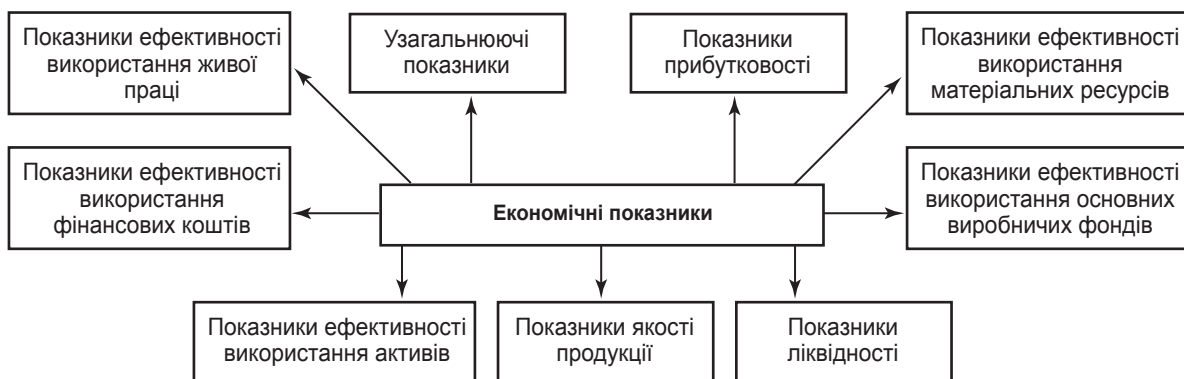 Показники ефективності
використання живої
праці
Узагальнюючі
показники
Показники
прибутковості
Показники ефективності
використання
матеріальних ресурсів
Показники ефективності
використання
фінансових коштів
Економічні показники
Показники ефективності
використання основних
виробничих фондів
Показники ефективності
використання активів
Показники якості
продукції
Показники
ліквідності